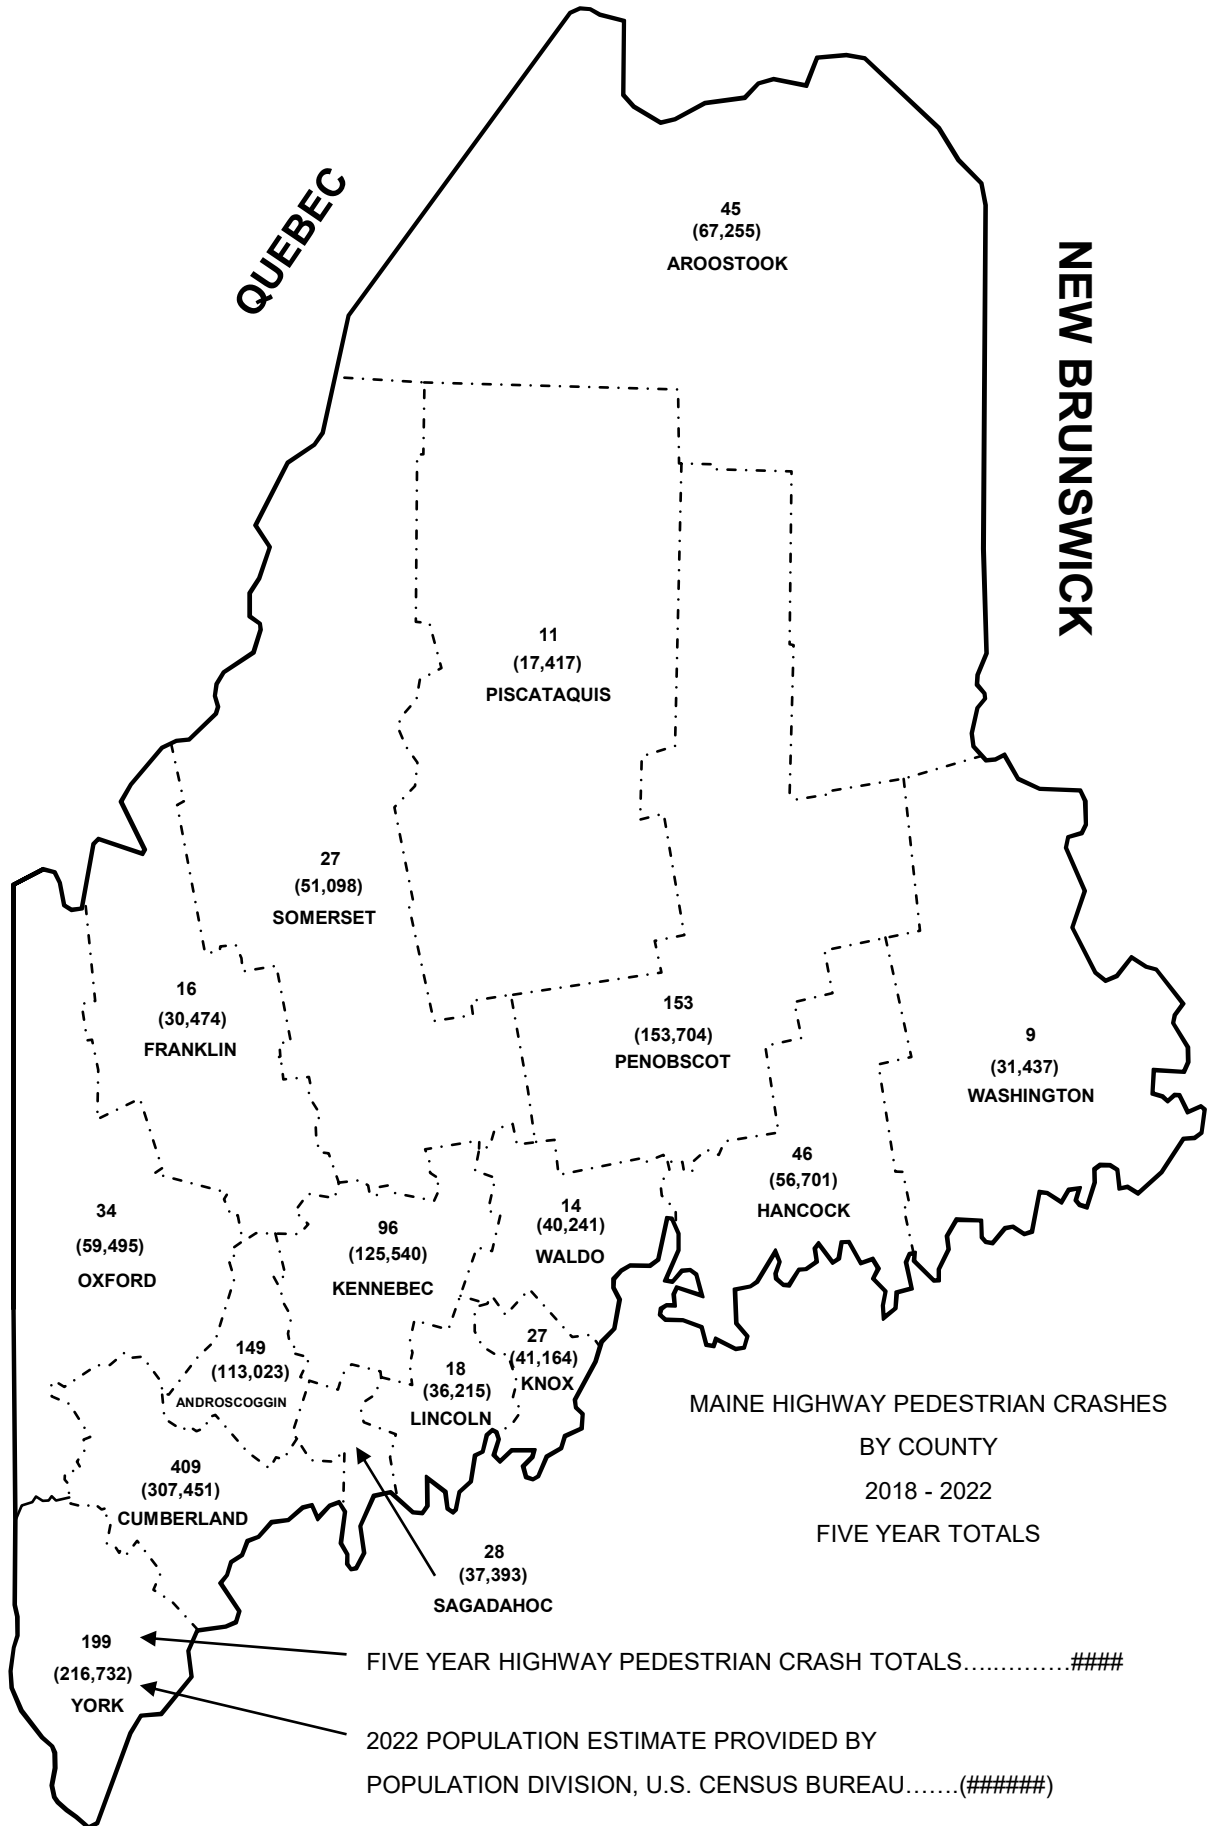 QUEBEC
NEW BRUNSWICK
45
(67,255)
AROOSTOOK
11
(17,417)
PISCATAQUIS
27
(51,098)
SOMERSET
16
(30,474)
FRANKLIN
153
(153,704)
PENOBSCOT
9
(31,437)
WASHINGTON
46
(56,701)
HANCOCK
34
(59,495)
OXFORD
96
(125,540)
KENNEBEC
14
(40,241)
WALDO
149
(113,023)
ANDROSCOGGIN
18
(36,215)
LINCOLN
27
(41,164)
KNOX
409
(307,451)
CUMBERLAND
28
(37,393)
SAGADAHOC
199
(216,732)
YORK
MAINE HIGHWAY PEDESTRIAN CRASHES
BY COUNTY
2018 - 2022
FIVE YEAR TOTALS
FIVE YEAR HIGHWAY PEDESTRIAN CRASH TOTALS…..………####
2022 POPULATION ESTIMATE PROVIDED BY
POPULATION DIVISION, U.S. CENSUS BUREAU…….(######)